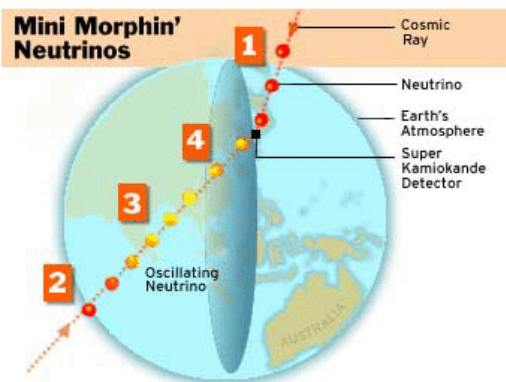 Mini Morphin'
Neutrinos
1
Cosmic
Ray
Neutrino
Earth's
Atmosphere
4
Super
Kamiokande
Detector
3
2
Oscillating
Neutrino
AUSTRALIA